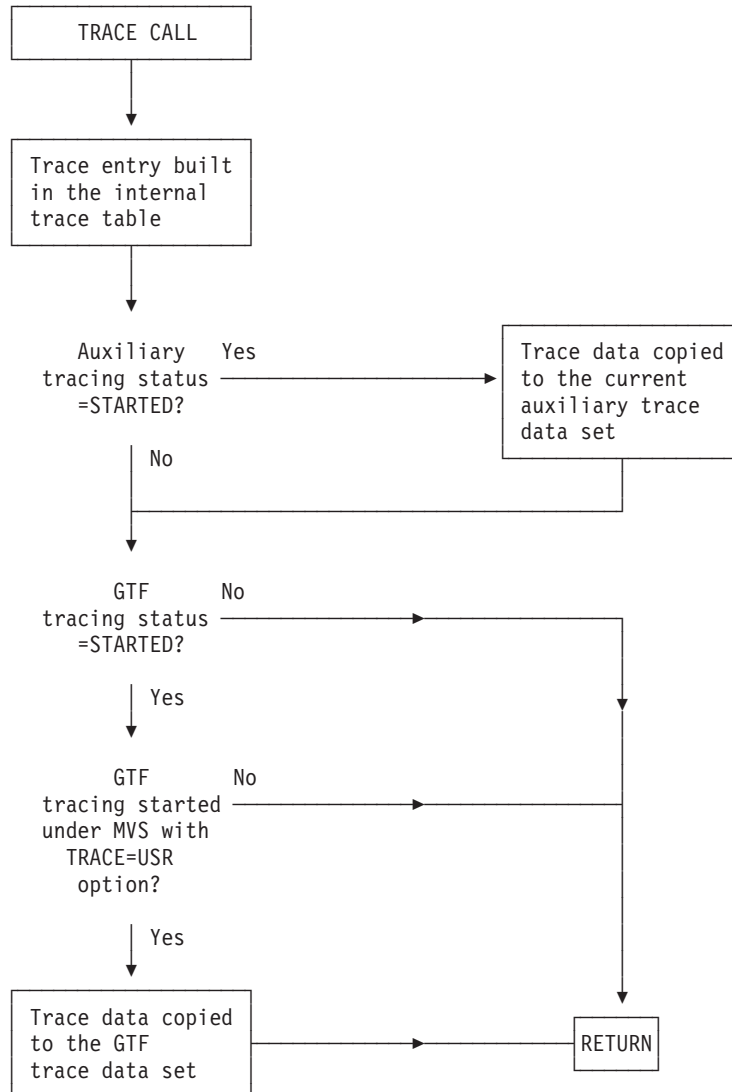 TRACE CALL
Trace entry built
in the internal
trace table
Auxiliary Yes
tracing status
=STARTED?
Trace data copied
to the current
auxiliary trace
data set
No
GTF No
tracing status
=STARTED?
Yes
GTF No
tracing started
under MVS with
TRACE=USR
option?
Yes
Trace data copied
to the GTF
trace data set
RETURN